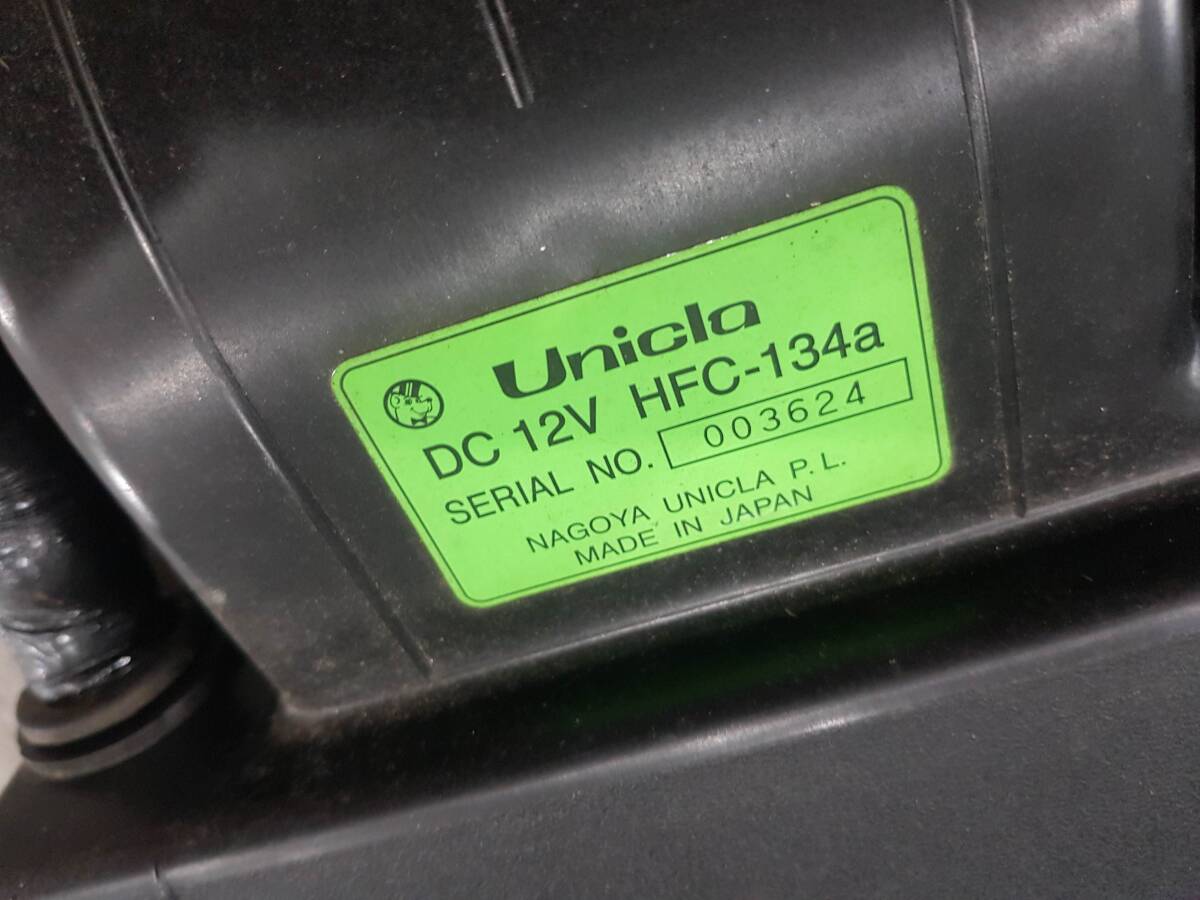 Unicla
DC 12V HFC-134a
SERIAL NO. 003624
NAGOYA UNICLA P.L.
MADE IN JAPAN